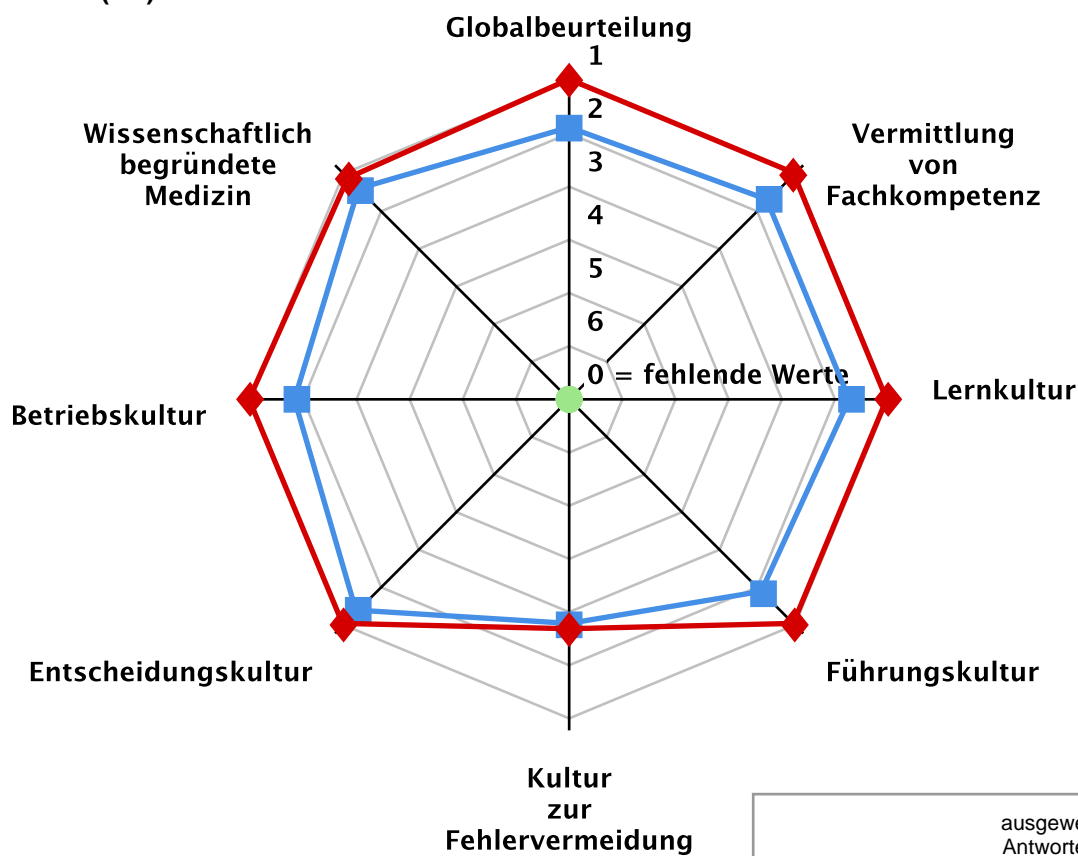 Globalbeurteilung
1
2
3
4
5
6
0 = fehlende Werte
Wissenschaftlich
begründete
Medizin
Vermittlung
von
Fachkompetenz
Betriebskultur
Lernkultur
Entscheidungskultur
Führungskultur
Kultur
zur
Fehlervermeidung